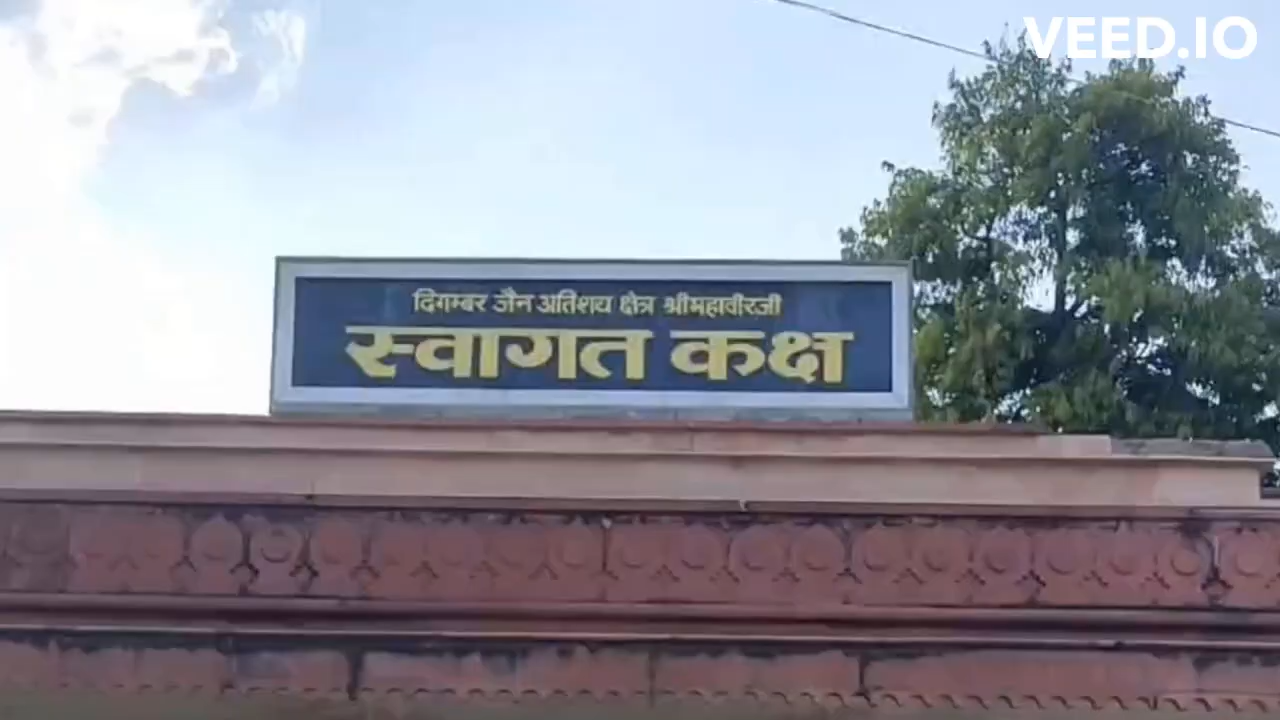 VEED.IO
दिगम्बर जैन अतिशय क्षेत्र श्रीमहावीरजी
स्वागत कक्ष